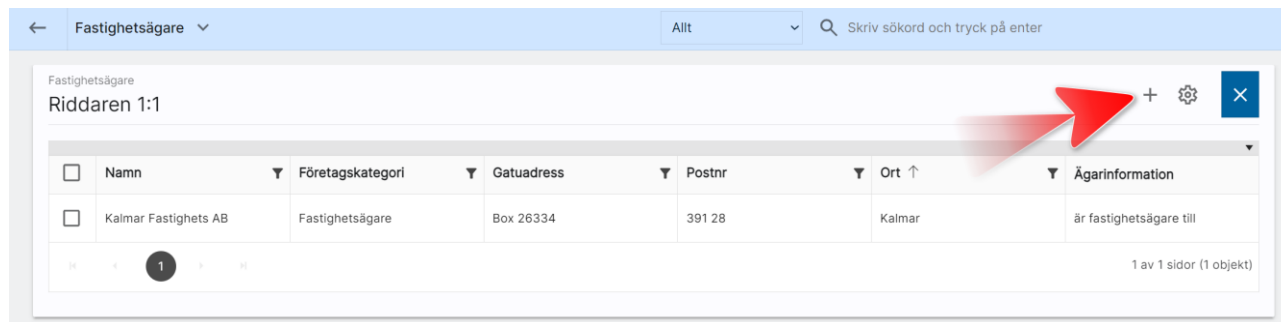 Fastighetsägare Allt Skriv sökord och tryck på enter
Fastighetsägare
Riddaren 1:1
Namn Företagskategori Gatuadress Postnr Ort Ägarinformation
Kalmar Fastighets AB Fastighetsägare Box 26334 391 28 Kalmar är fastighetsägare till
1 1 av 1 sidor (1 objekt)